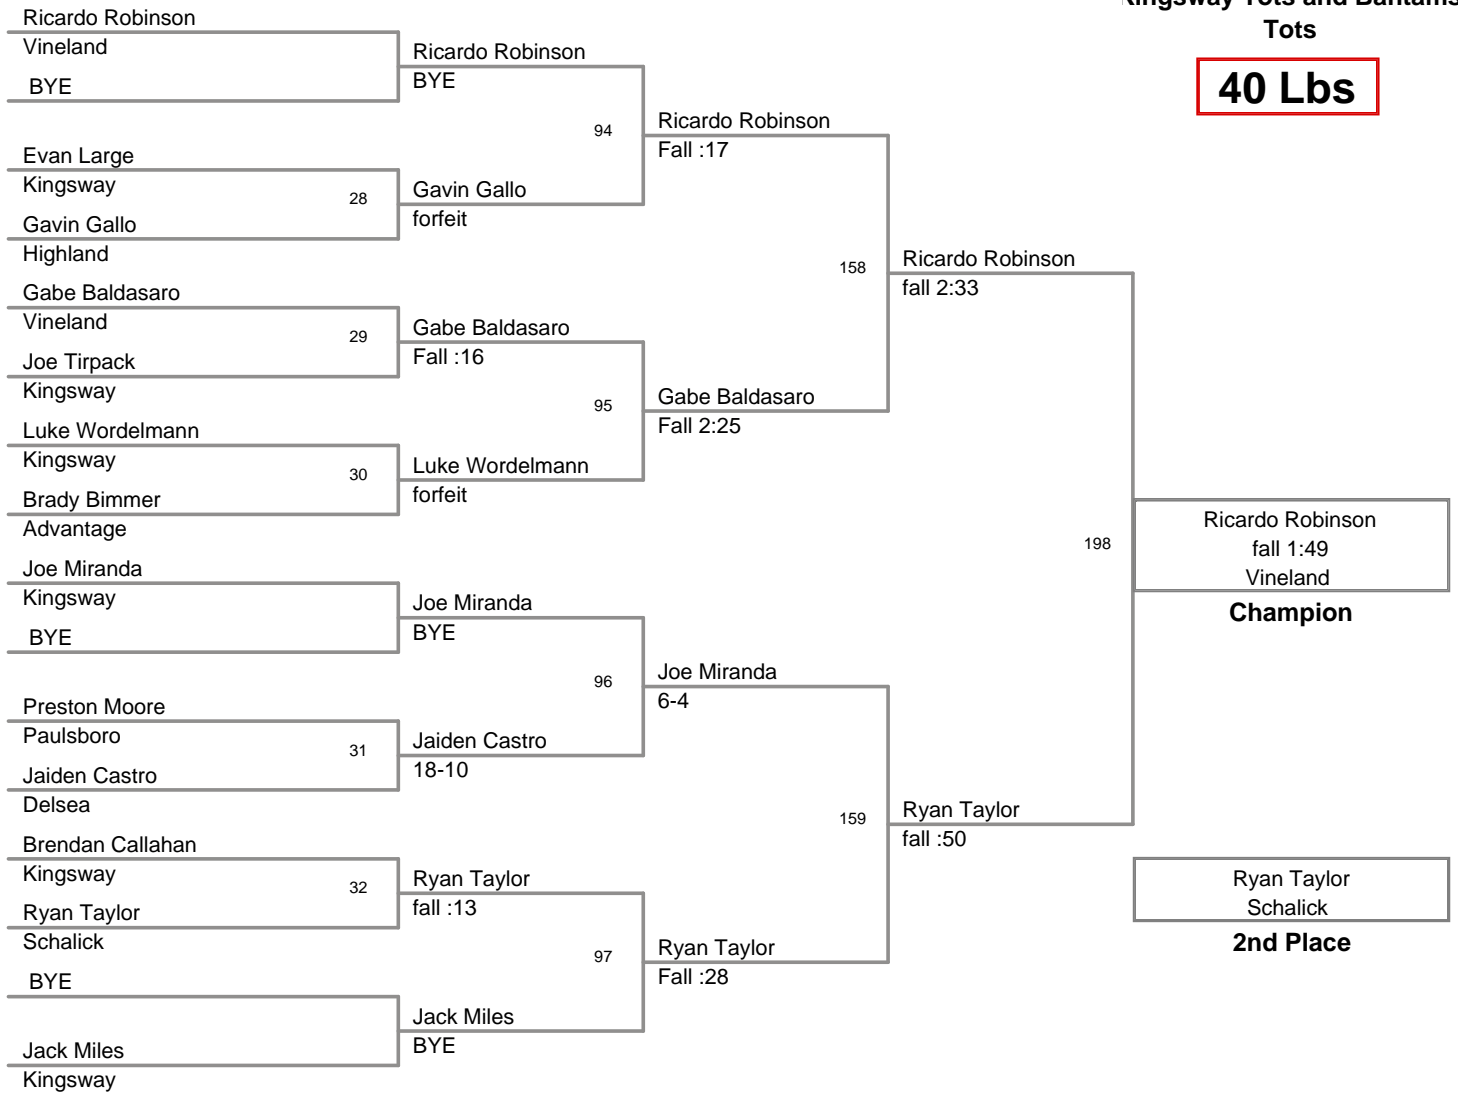 Kingsway Tots and Bantams
Tots
40 Lbs
Ricardo Robinson
Vineland
BYE
Evan Large
Kingsway
28
Gavin Gallo
Highland
Gabe Baldasaro
Vineland
29
Joe Tirpack
Kingsway
Luke Wordelmann
Kingsway
30
Brady Bimmer
Advantage
Joe Miranda
Kingsway
BYE
Preston Moore
Paulsboro
31
Jaiden Castro
Delsea
Brendan Callahan
Kingsway
32
Ryan Taylor
Schalick
BYE
Jack Miles
Kingsway
Ricardo Robinson
BYE
94
Gavin Gallo
forfeit
Gabe Baldasaro
Fall :16
95
Luke Wordelmann
forfeit
Joe Miranda
BYE
96
Jaiden Castro
18-10
Ryan Taylor
fall :13
97
Jack Miles
BYE
Ricardo Robinson
Fall :17
158
Gabe Baldasaro
Fall 2:25
Joe Miranda
6-4
159
Ryan Taylor
Fall :28
Ricardo Robinson
fall 2:33
198
Ryan Taylor
fall :50
Ricardo Robinson
fall 1:49
Vineland
Champion
Ryan Taylor
Schalick
2nd Place